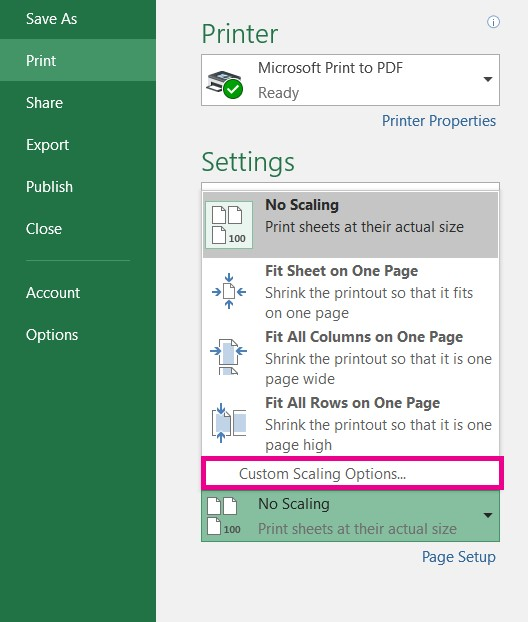 Save As
Print
Share
Export
Publish
Close
Account
Options
Printer
i
Microsoft Print to PDF
Ready
Printer Properties
Settings
No Scaling
Print sheets at their actual size
100
Fit Sheet on One Page
Shrink the printout so that it fits
on one page
Fit All Columns on One Page
Shrink the printout so that it is one
page wide
Fit All Rows on One Page
Shrink the printout so that it is one
page high
Custom Scaling Options...
No Scaling
100
Print sheets at their actual size
Page Setup